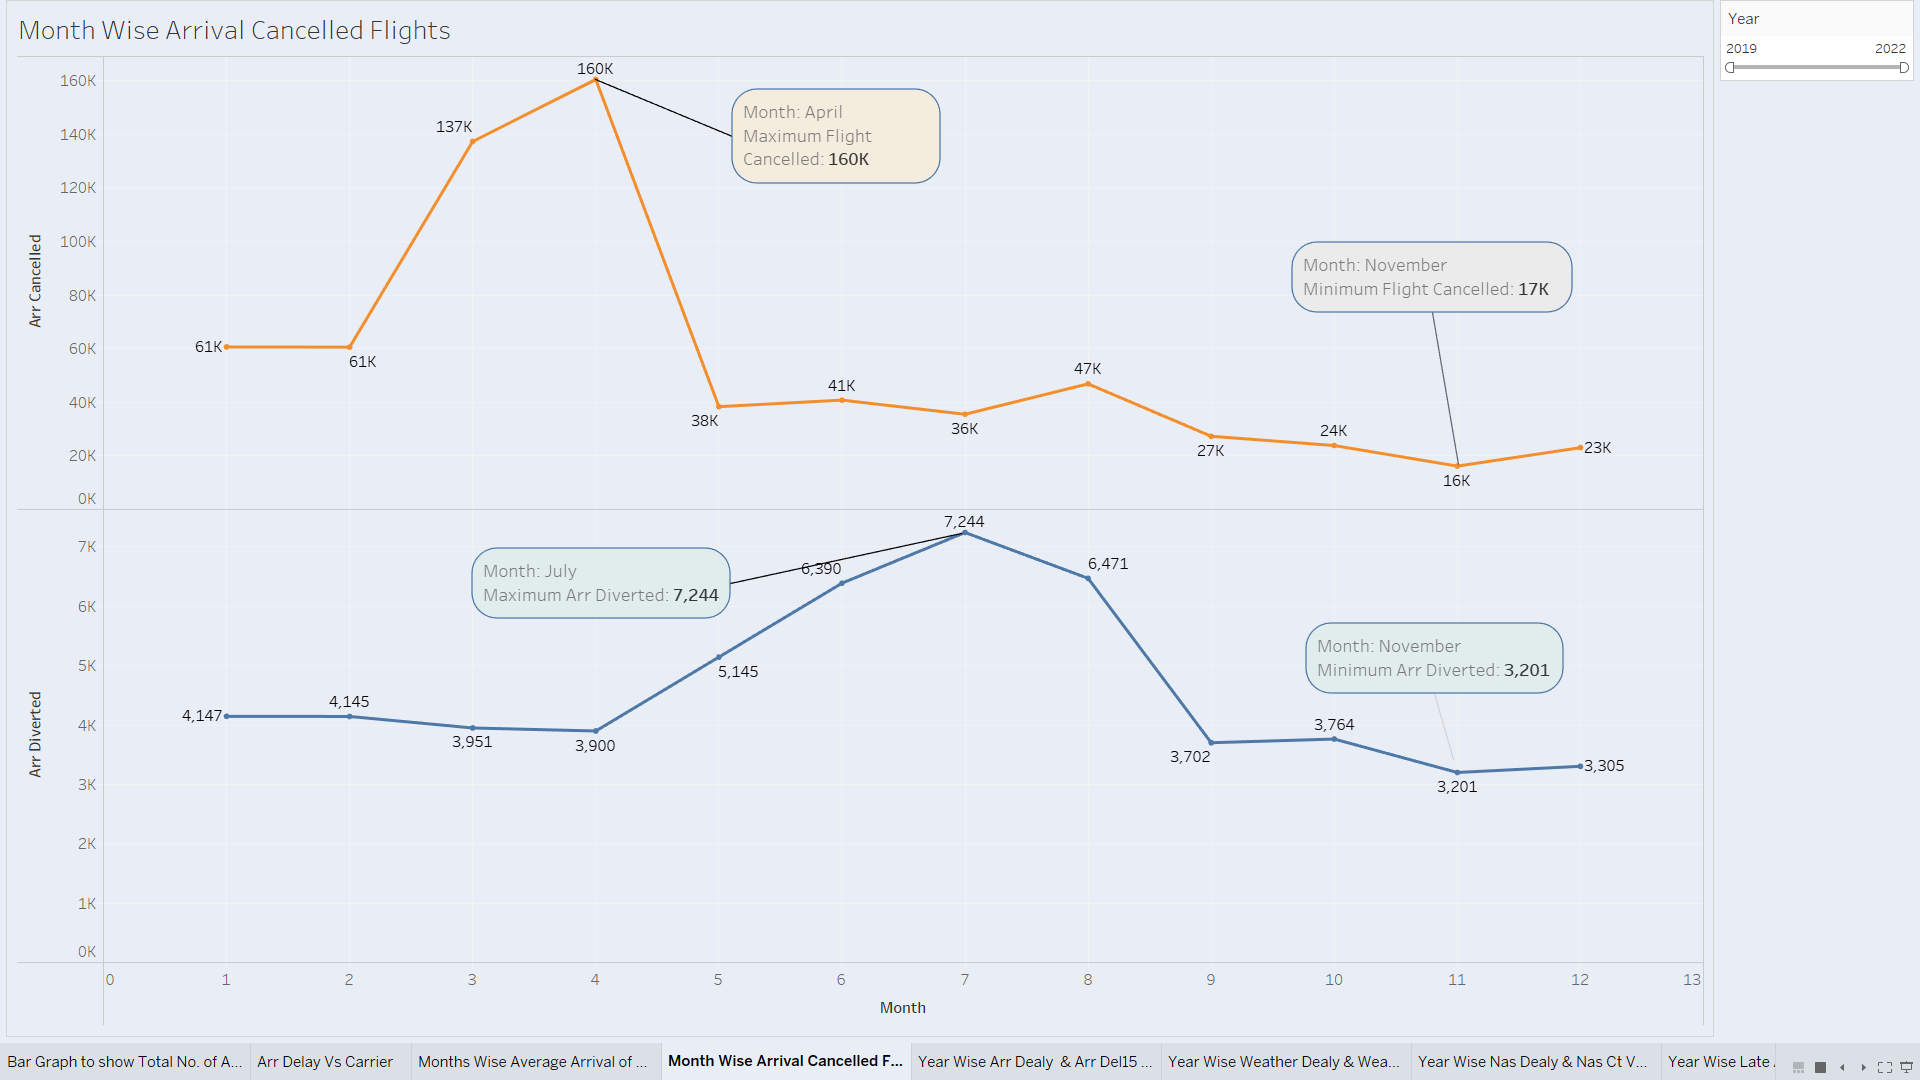 Month Wise Arrival Cancelled Flights
Year
2019 2022
160K
140K
120K
100K
80K
60K
40K
20K
0K
Arr Cancelled
61K
61K
137K
160K
38K
41K
36K
47K
27K
24K
16K
23K
Month: April
Maximum Flight
Cancelled: 160K
Month: November
Minimum Flight Cancelled: 17K
7K
6K
5K
4K
3K
2K
1K
0K
Arr Diverted
4,147
4,145
3,951
3,900
5,145
6,390
7,244
6,471
3,702
3,764
3,201
3,305
Month: July
Maximum Arr Diverted: 7,244
Month: November
Minimum Arr Diverted: 3,201
0 1 2 3 4 5 6 7 8 9 10 11 12 13
Month
Bar Graph to show Total No. of A... Arr Delay Vs Carrier Months Wise Average Arrival of ... Month Wise Arrival Cancelled F... Year Wise Arr Dealy & Arr Del15 ... Year Wise Weather Dealy & Wea... Year Wise Nas Dealy & Nas Ct V... Year Wise Late